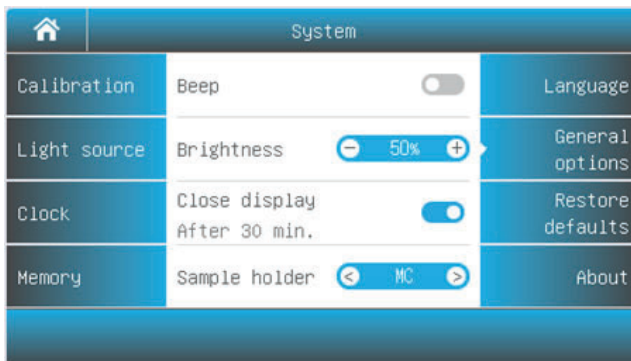 System
Calibration
Light source
Clock
Memory
Beep
Brightness - 50% +
Close display
After 30 min.
Sample holder < MC >
Language
General
options
Restore
defaults
About